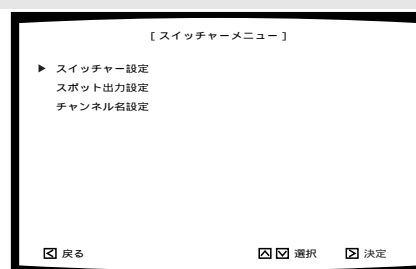 [ スイッチャーメニュー ]
▶ スイッチャー設定
スポット出力設定
チャンネル名設定
戻る 選択 決定